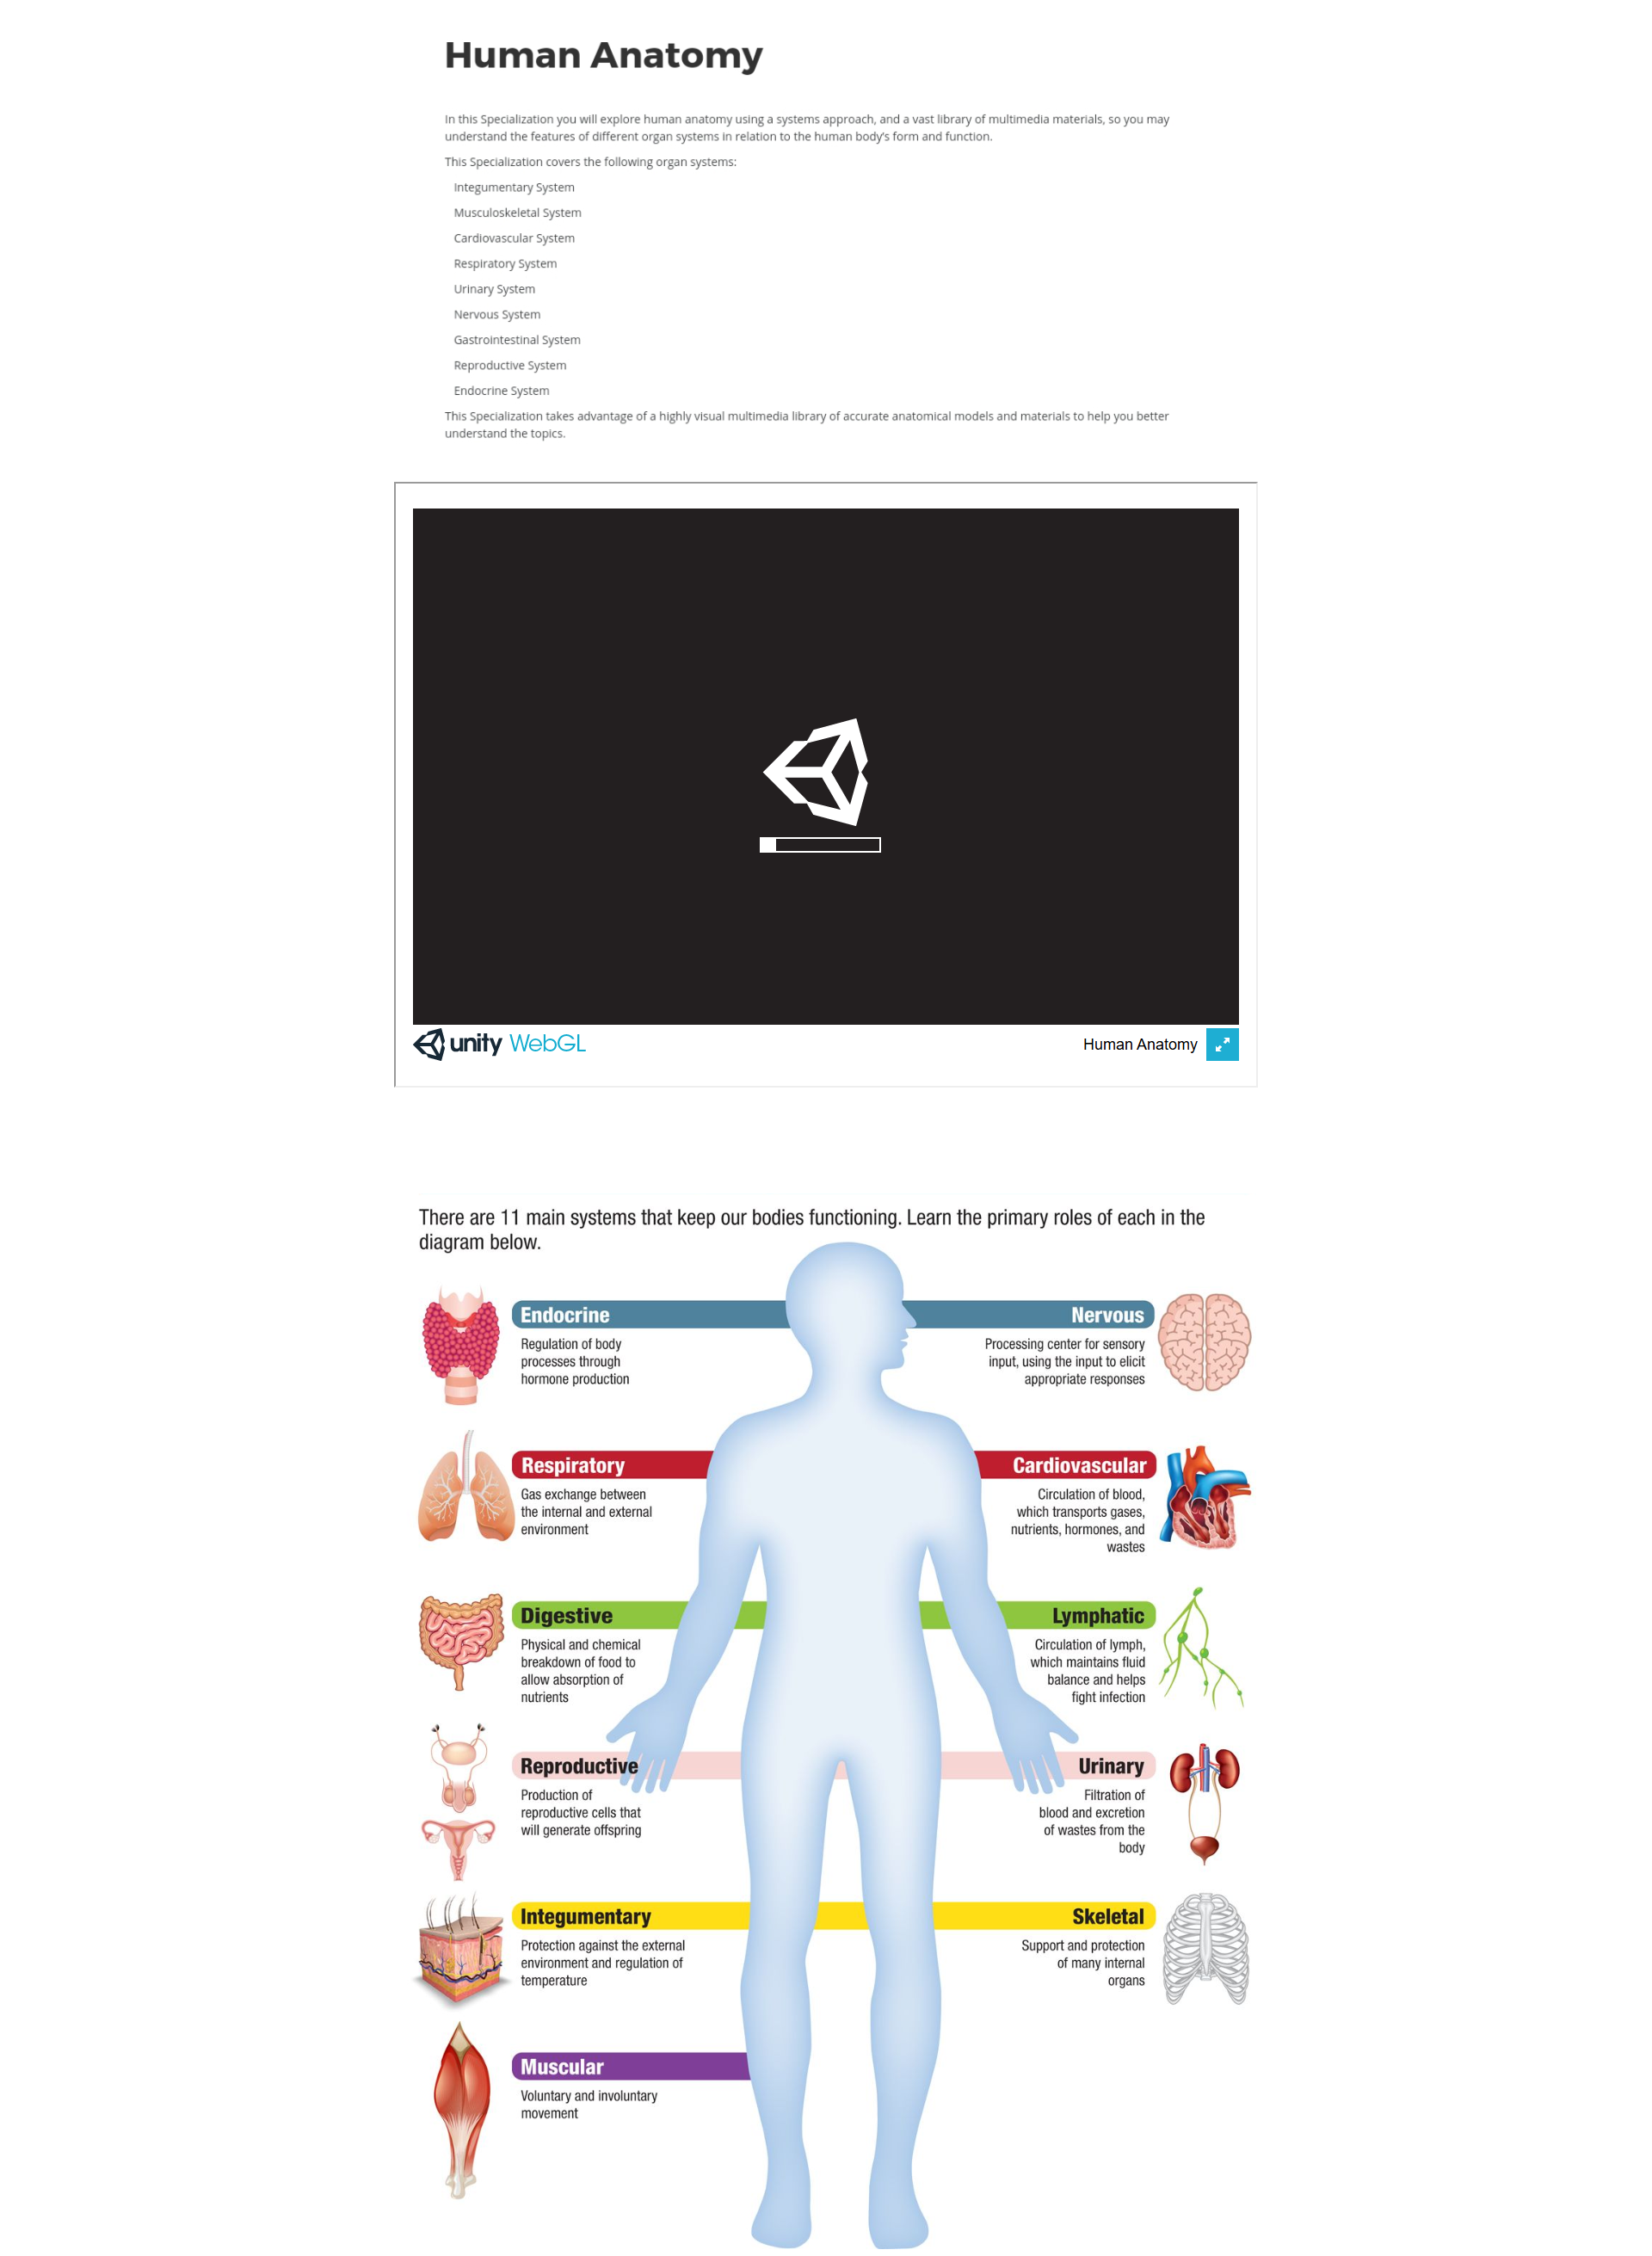 Human Anatomy
In this Specialization you will explore human anatomy using a systems approach, and a vast library of multimedia materials, so you may
understand the features of different organ systems in relation to the human body's form and function.
This Specialization covers the following organ systems:
Integumentary System
Musculoskeletal System
Cardiovascular System
Respiratory System
Urinary System
Nervous System
Gastrointestinal System
Reproductive System
Endocrine System
This Specialization takes advantage of a highly visual multimedia library of accurate anatomical models and materials to help you better
understand the topics.
unity WebGL
Human Anatomy
There are 11 main systems that keep our bodies functioning. Learn the primary roles of each in the
diagram below.
Endocrine
Regulation of body
processes through
hormone production
Nervous
Processing center for sensory
input, using the input to elicit
appropriate responses
Respiratory
Gas exchange between
the internal and external
environment
Cardiovascular
Circulation of blood,
which transports gases,
nutrients, hormones, and
wastes
Digestive
Physical and chemical
breakdown of food to
allow absorption of
nutrients
Lymphatic
Circulation of lymph,
which maintains fluid
balance and helps
fight infection
Reproductive
Production of
reproductive cells that
will generate offspring
Urinary
Filtration of
blood and excretion
of wastes from the
body
Integumentary
Protection against the external
environment and regulation of
temperature
Skeletal
Support and protection
of many internal
organs
Muscular
Voluntary and involuntary
movement